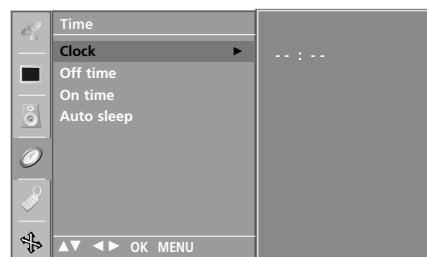 Time
Clock ►
- - : - -
Off time
On time
Auto sleep
▲▼ ◄► OK MENU